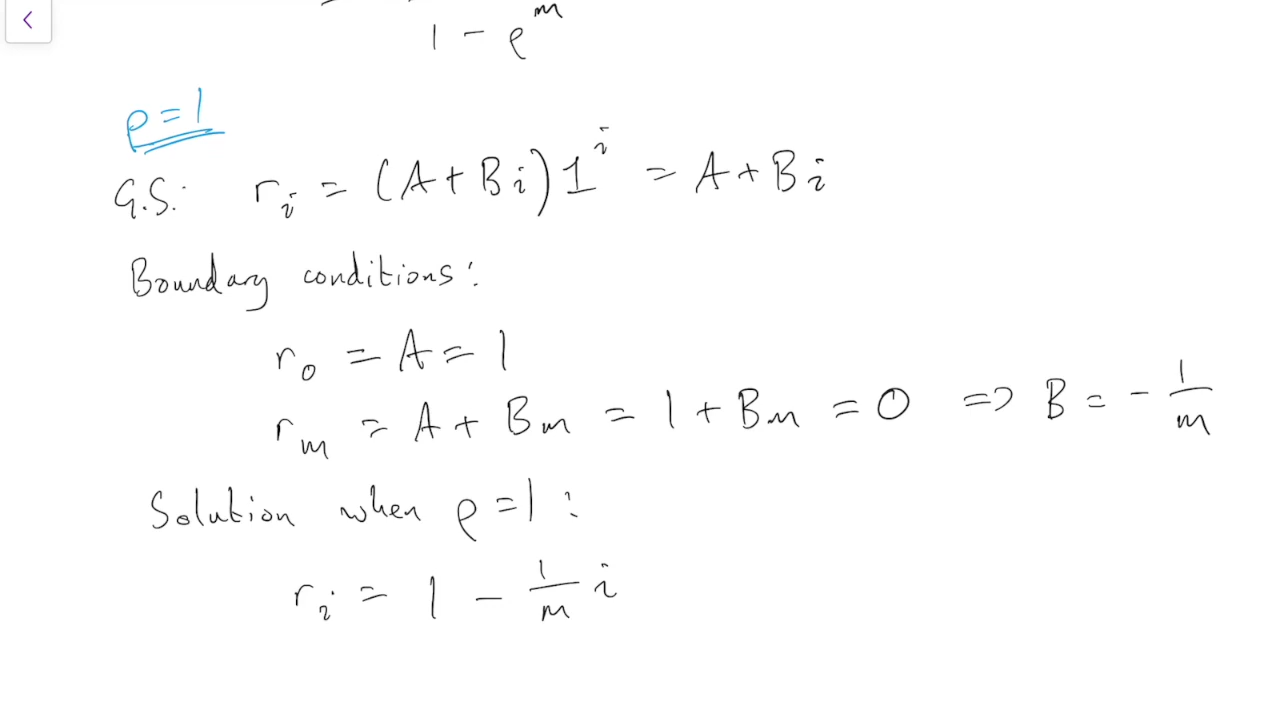 1 - ρ^m
ρ = 1
G.S: r_i = (A + Bi) 1^i = A + Bi
Boundary conditions:
r_0 = A = 1
r_m = A + Bm = 1 + Bm = 0 ⇒ B = - 1/m
Solution when ρ = 1 :
r_i = 1 - 1/m i